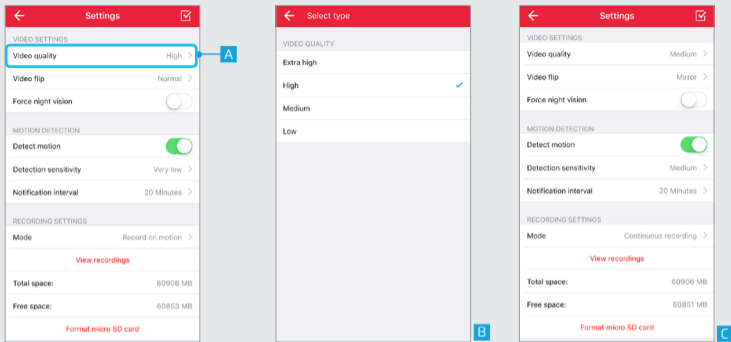 Settings
VIDEO SETTINGS
Video quality High
Video flip Normal
Force night vision
MOTION DETECTION
Detect motion
Detection sensitivity Very low
Notification interval 20 Minutes
RECORDING SETTINGS
Mode Record on motion
View recordings
Total space: 60906 MB
Free space: 60853 MB
Format micro SD card
A
Select type
VIDEO QUALITY
Extra high
High
Medium
Low
B
Settings
VIDEO SETTINGS
Video quality Medium
Video flip Mirror
Force night vision
MOTION DETECTION
Detect motion
Detection sensitivity Medium
Notification interval 20 Minutes
RECORDING SETTINGS
Mode Continuous recording
View recordings
Total space: 60906 MB
Free space: 60851 MB
Format micro SD card
C